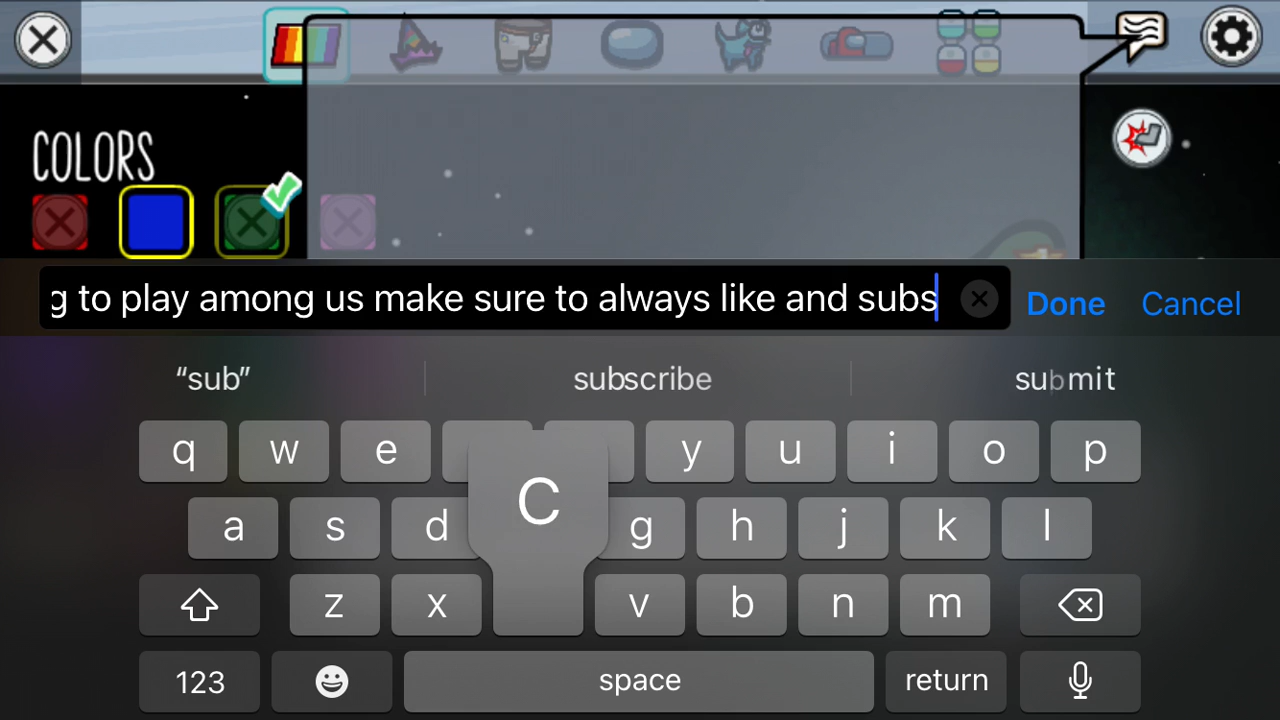 COLORS
g to play among us make sure to always like and subs
Done
Cancel
“sub”
subscribe
submit
q w e y u i o p
C
a s d g h j k l
z x v b n m
123
space
return